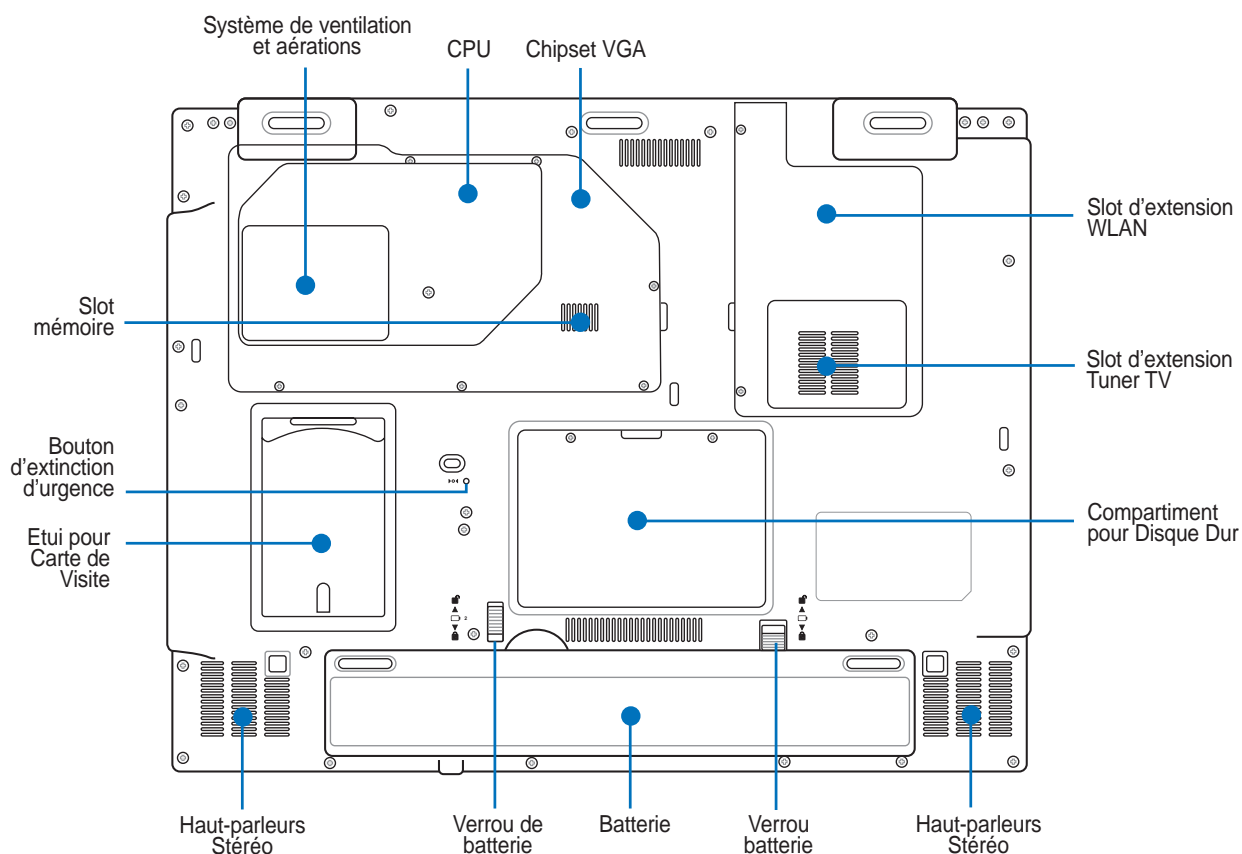 Système de ventilation
et aérations
CPU
Chipset VGA
Slot d'extension
WLAN
Slot
mémoire
Slot d'extension
Tuner TV
Bouton
d'extinction
d'urgence
Compartiment
pour Disque Dur
Etui pour
Carte de
Visite
2
Haut-parleurs
Stéréo
Verrou de
batterie
Batterie
Verrou
batterie
Haut-parleurs
Stéréo